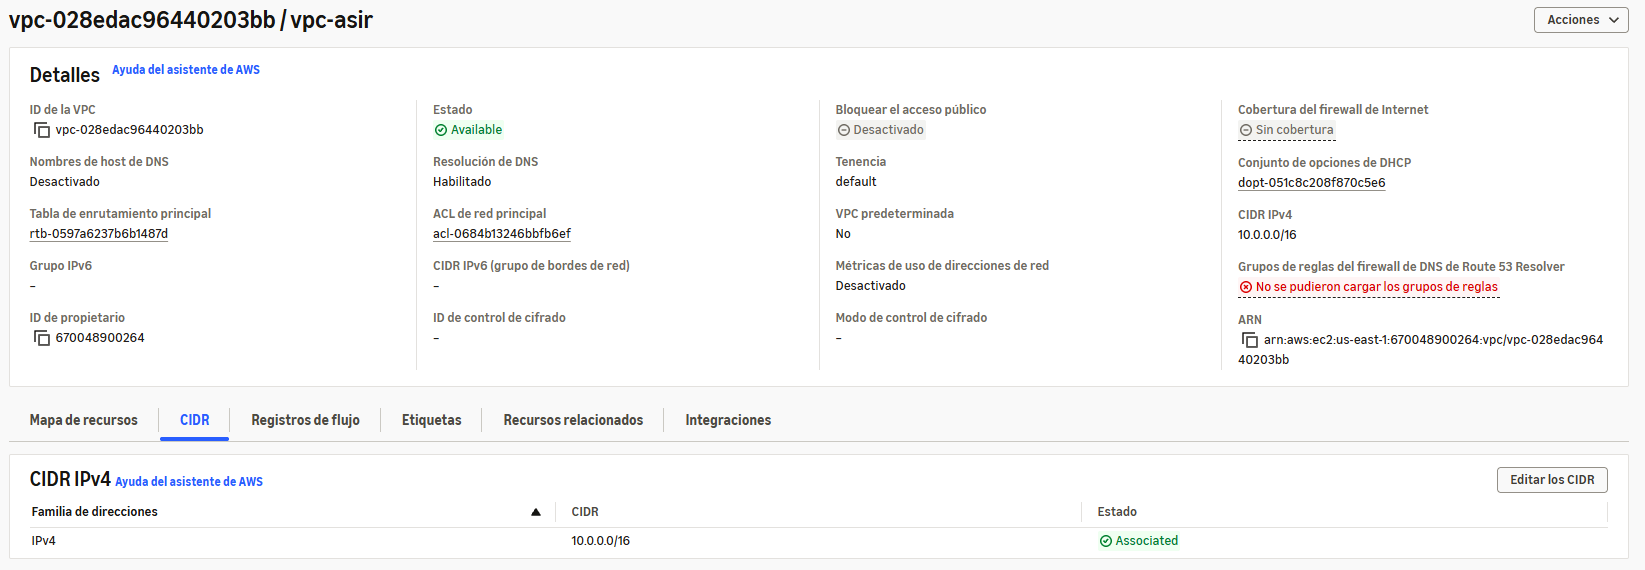 vpc-028edac96440203bb / vpc-asir
Acciones
Detalles
Ayuda del asistente de AWS
ID de la VPC
vpc-028edac96440203bb
Estado
Available
Bloquear el acceso público
Desactivado
Cobertura del firewall de Internet
Sin cobertura
Nombres de host de DNS
Desactivado
Resolución de DNS
Habilitado
Tenencia
default
Conjunto de opciones de DHCP
dopt-051c8c208f870c5e6
Tabla de enrutamiento principal
rtb-0597a6237b6b1487d
ACL de red principal
acl-0684b13246bbfb6ef
VPC predeterminada
No
CIDR IPv4
10.0.0.0/16
Grupo IPv6
–
CIDR IPv6 (grupo de bordes de red)
–
Métricas de uso de direcciones de red
Desactivado
Grupos de reglas del firewall de DNS de Route 53 Resolver
No se pudieron cargar los grupos de reglas
ID de propietario
670048900264
ID de control de cifrado
–
Modo de control de cifrado
–
ARN
arn:aws:ec2:us-east-1:670048900264:vpc/vpc-028edac964
40203bb
Mapa de recursos
CIDR
Registros de flujo
Etiquetas
Recursos relacionados
Integraciones
CIDR IPv4
Ayuda del asistente de AWS
Editar los CIDR
Familia de direcciones
CIDR
Estado
IPv4
10.0.0.0/16
Associated